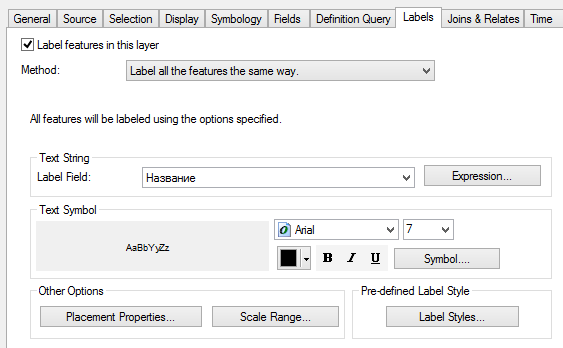 General Source Selection Display Symbology Fields Definition Query Labels Joins & Relates Time
Label features in this layer
Method: Label all the features the same way.
All features will be labeled using the options specified.
Text String
Label Field: Название Expression...
Text Symbol
AaBbYyZz Arial 7
B I U Symbol....
Other Options Pre-defined Label Style
Placement Properties... Scale Range... Label Styles...